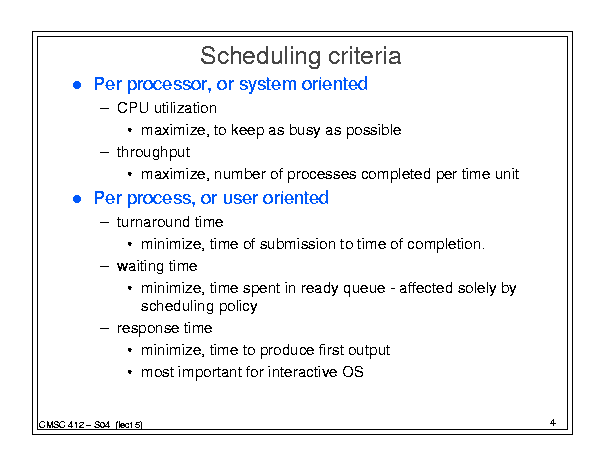 Scheduling criteria
● Per processor, or system oriented
– CPU utilization
• maximize, to keep as busy as possible
– throughput
• maximize, number of processes completed per time unit
● Per process, or user oriented
– turnaround time
• minimize, time of submission to time of completion.
– waiting time
• minimize, time spent in ready queue - affected solely by
scheduling policy
– response time
• minimize, time to produce first output
• most important for interactive OS
CMSC 412 – S04 (lect 5)
4